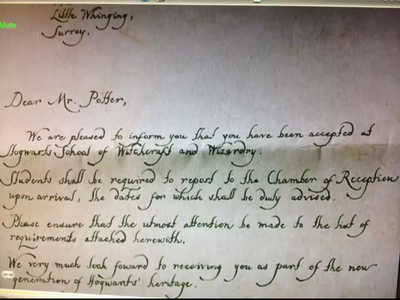 Mute
Little Whinging,
Surrey.
Dear Mr. Potter,
We are pleased to inform you that you have been accepted at
Hogwarts School of Witchcraft and Wizardry.
Students shall be required to report to the Chamber of Reception
upon arrival, the dates for which shall be duly advised.
Please ensure that the utmost attention be made to the list of
requirements attached herewith.
We very much look foward to receiving you as part of the new
generation of Hogwarts' heritage.